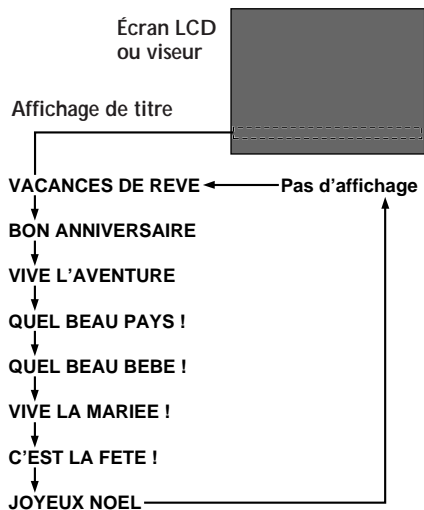 Écran LCD
ou viseur
Affichage de titre
VACANCES DE REVE
Pas d'affichage
BON ANNIVERSAIRE
VIVE L'AVENTURE
QUEL BEAU PAYS !
QUEL BEAU BEBE !
VIVE LA MARIEE !
C'EST LA FETE !
JOYEUX NOEL